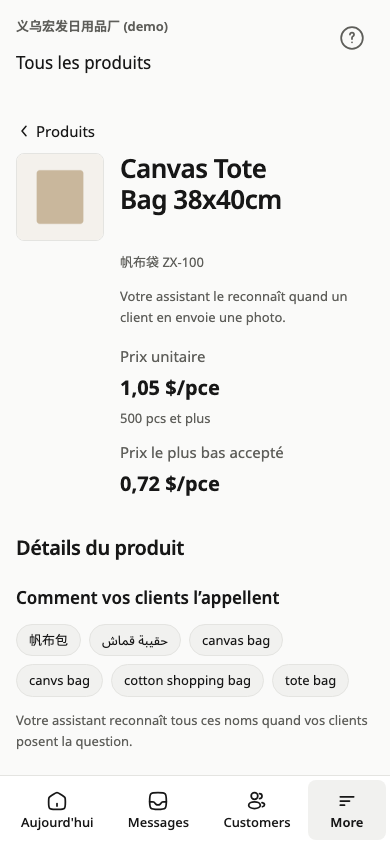 义乌宏发日用品厂 (demo)
Tous les produits
Produits
Canvas Tote
Bag 38x40cm
帆布袋 ZX-100
Votre assistant le reconnaît quand un
client en envoie une photo.
Prix unitaire
1,05 $/pce
500 pcs et plus
Prix le plus bas accepté
0,72 $/pce
Détails du produit
Comment vos clients l’appellent
帆布包 حقيبة قماش canvas bag
canvs bag cotton shopping bag tote bag
Votre assistant reconnaît tous ces noms quand vos clients
posent la question.
Aujourd'hui Messages Customers More